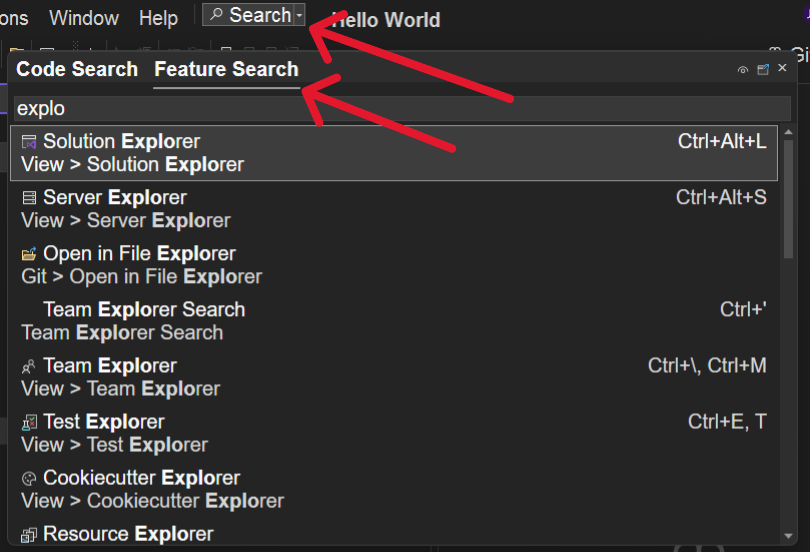 ons Window Help Search Hello World
Gi
Code Search Feature Search
explo
Solution Explorer Ctrl+Alt+L
View > Solution Explorer
Server Explorer Ctrl+Alt+S
View > Server Explorer
Open in File Explorer
Git > Open in File Explorer
Team Explorer Search Ctrl+'
Team Explorer Search
Team Explorer Ctrl+\, Ctrl+M
View > Team Explorer
Test Explorer Ctrl+E, T
View > Test Explorer
Cookiecutter Explorer
View > Cookiecutter Explorer
Resource Explorer